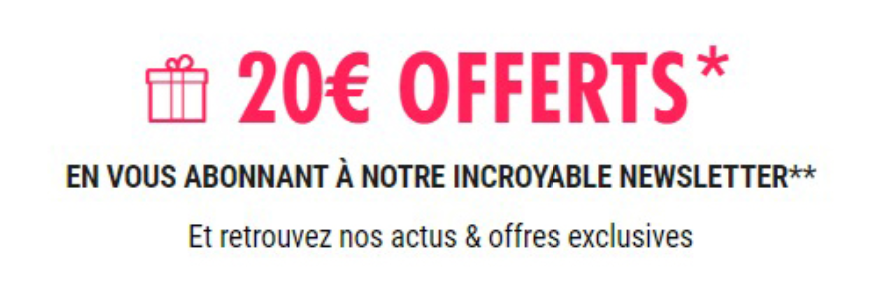 20€ OFFERTS*
EN VOUS ABONNANT À NOTRE INCROYABLE NEWSLETTER**
Et retrouvez nos actus & offres exclusives